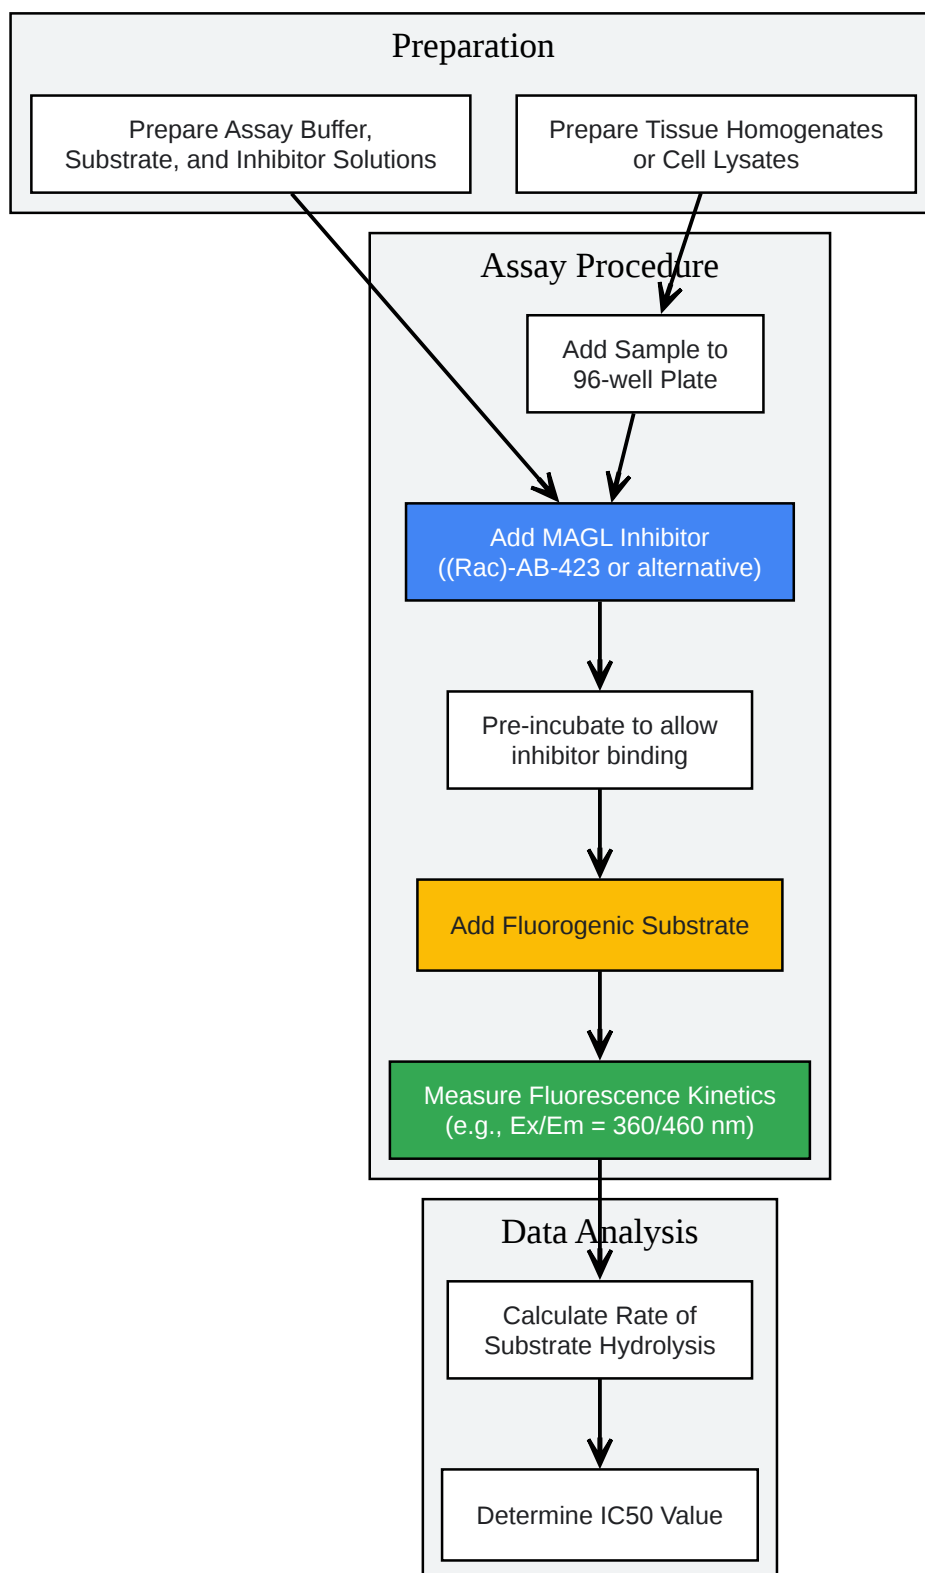 Preparation
Prepare Assay Buffer,
Substrate, and Inhibitor Solutions
Prepare Tissue Homogenates
or Cell Lysates
Assay Procedure
Add Sample to
96-well Plate
Add MAGL Inhibitor
((Rac)-AB-423 or alternative)
Pre-incubate to allow
inhibitor binding
Add Fluorogenic Substrate
Measure Fluorescence Kinetics
(e.g., Ex/Em = 360/460 nm)
Data Analysis
Calculate Rate of
Substrate Hydrolysis
Determine IC50 Value